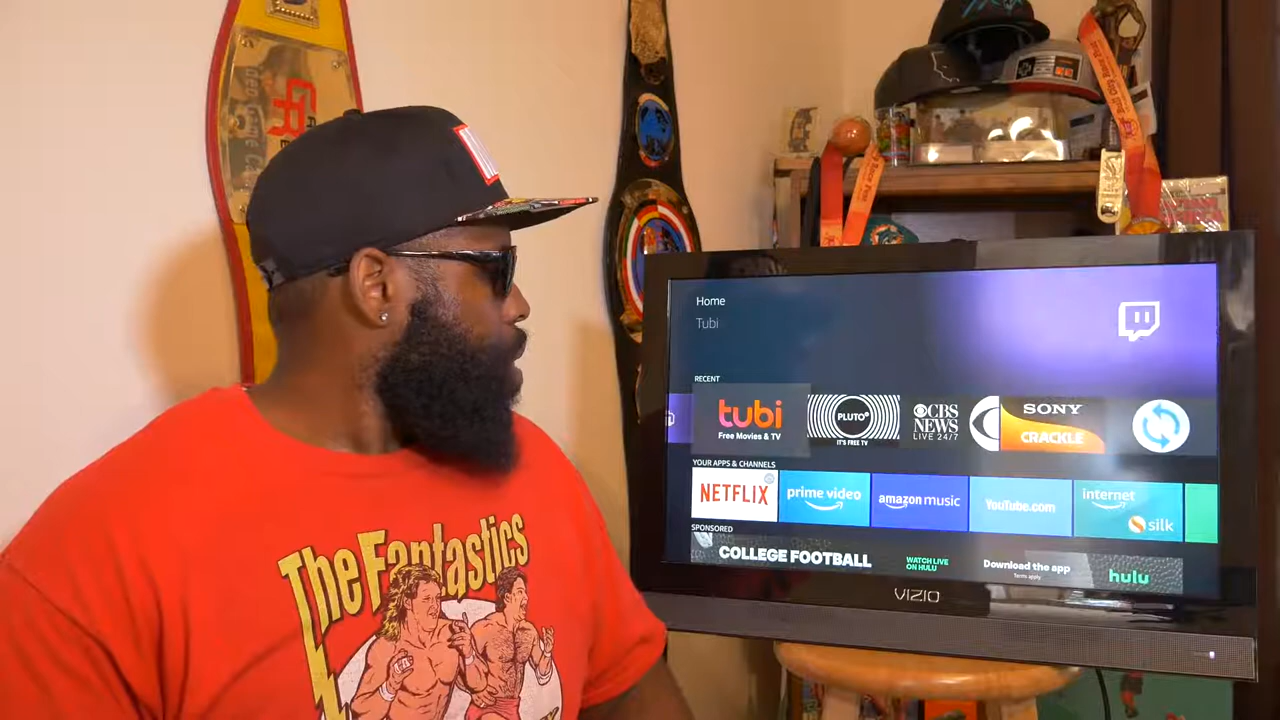 Home
Tubi
RECENT
tubi
Free Movies & TV
PLUTO
IT'S FREE TV
CBS
NEWS
LIVE 24/7
SONY
CRACKLE
YOUR APPS & CHANNELS
NETFLIX
prime video
amazon music
YouTube.com
internet
silk
SPONSORED
COLLEGE FOOTBALL
WATCH LIVE
ON HULU
Download the app
Terms apply
hulu
VIZIO
The Fantastics